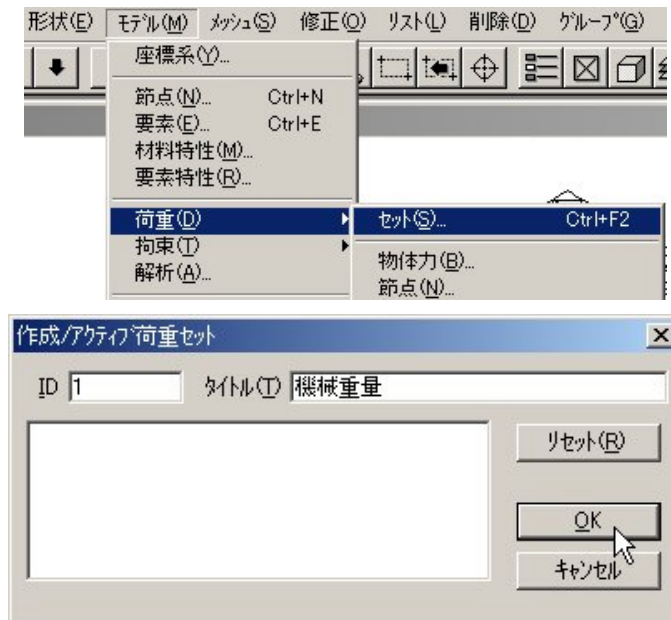 形状(E) モデル(M) メッシュ(S) 修正(O) リスト(L) 削除(D) グループ(G)
座標系(Y)...
節点(N)... Ctrl+N
要素(E)... Ctrl+E
材料特性(M)...
要素特性(R)...
荷重(D)
セット(S)... Ctrl+F2
拘束(T)
物体力(B)...
解析(A)...
節点(N)...
作成/アクティブ荷重セット
ID 1 タイトル(T) 機械重量
リセット(R)
OK
キャンセル